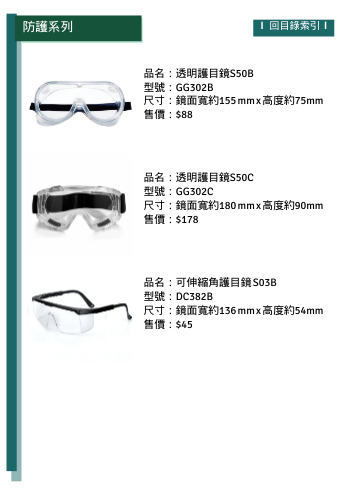 防護系列
I 回目錄索引 I
品名：透明護目鏡S50B
型號：GG302B
尺寸：鏡面寬約155mmx高度約75mm
售價：$88
品名：透明護目鏡S50C
型號：GG302C
尺寸：鏡面寬約180mmx高度約90mm
售價：$178
品名：可伸縮角護目鏡S03B
型號：DC382B
尺寸：鏡面寬約136mmx高度約54mm
售價：$45